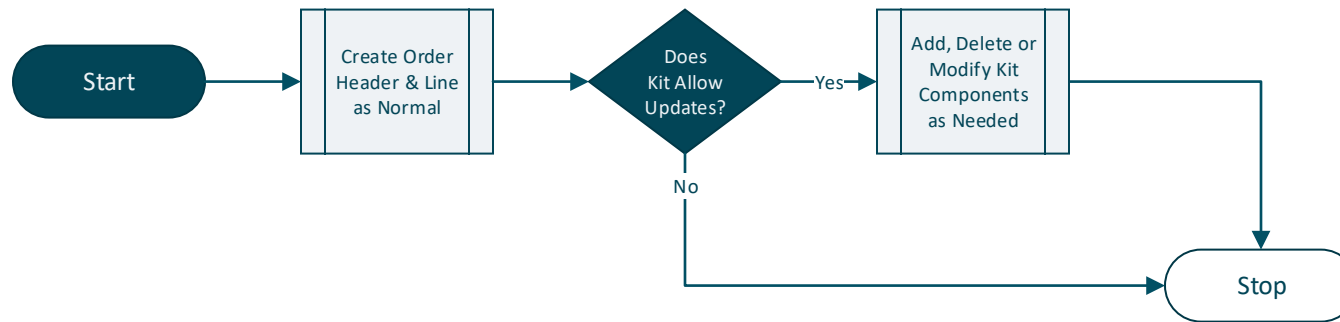 Start
Create Order
Header & Line
as Normal
Does
Kit Allow
Updates?
Yes
Add, Delete or
Modify Kit
Components
as Needed
No
Stop